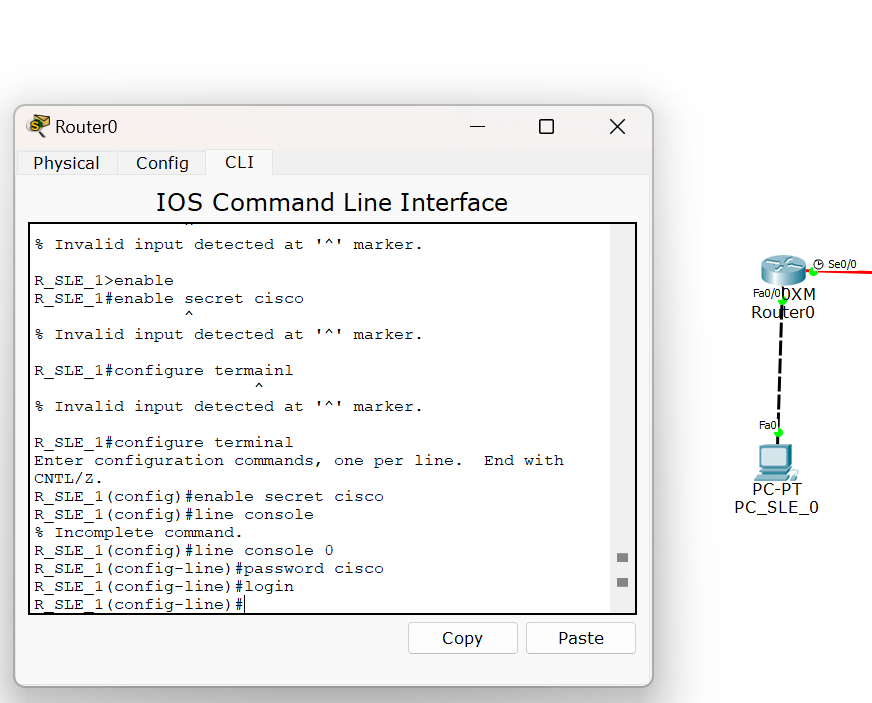 Router0
Physical
Config
CLI
IOS Command Line Interface
^
% Invalid input detected at '^' marker.
R_SLE_1>enable
R_SLE_1#enable secret cisco
^
% Invalid input detected at '^' marker.
R_SLE_1#configure termainl
^
% Invalid input detected at '^' marker.
R_SLE_1#configure terminal
Enter configuration commands, one per line.  End with
CNTL/Z.
R_SLE_1(config)#enable secret cisco
R_SLE_1(config)#line console
% Incomplete command.
R_SLE_1(config)#line console 0
R_SLE_1(config-line)#password cisco
R_SLE_1(config-line)#login
R_SLE_1(config-line)#
Copy
Paste
Se0/0
Fa0/0
0XM
Router0
Fa0
PC-PT
PC_SLE_0